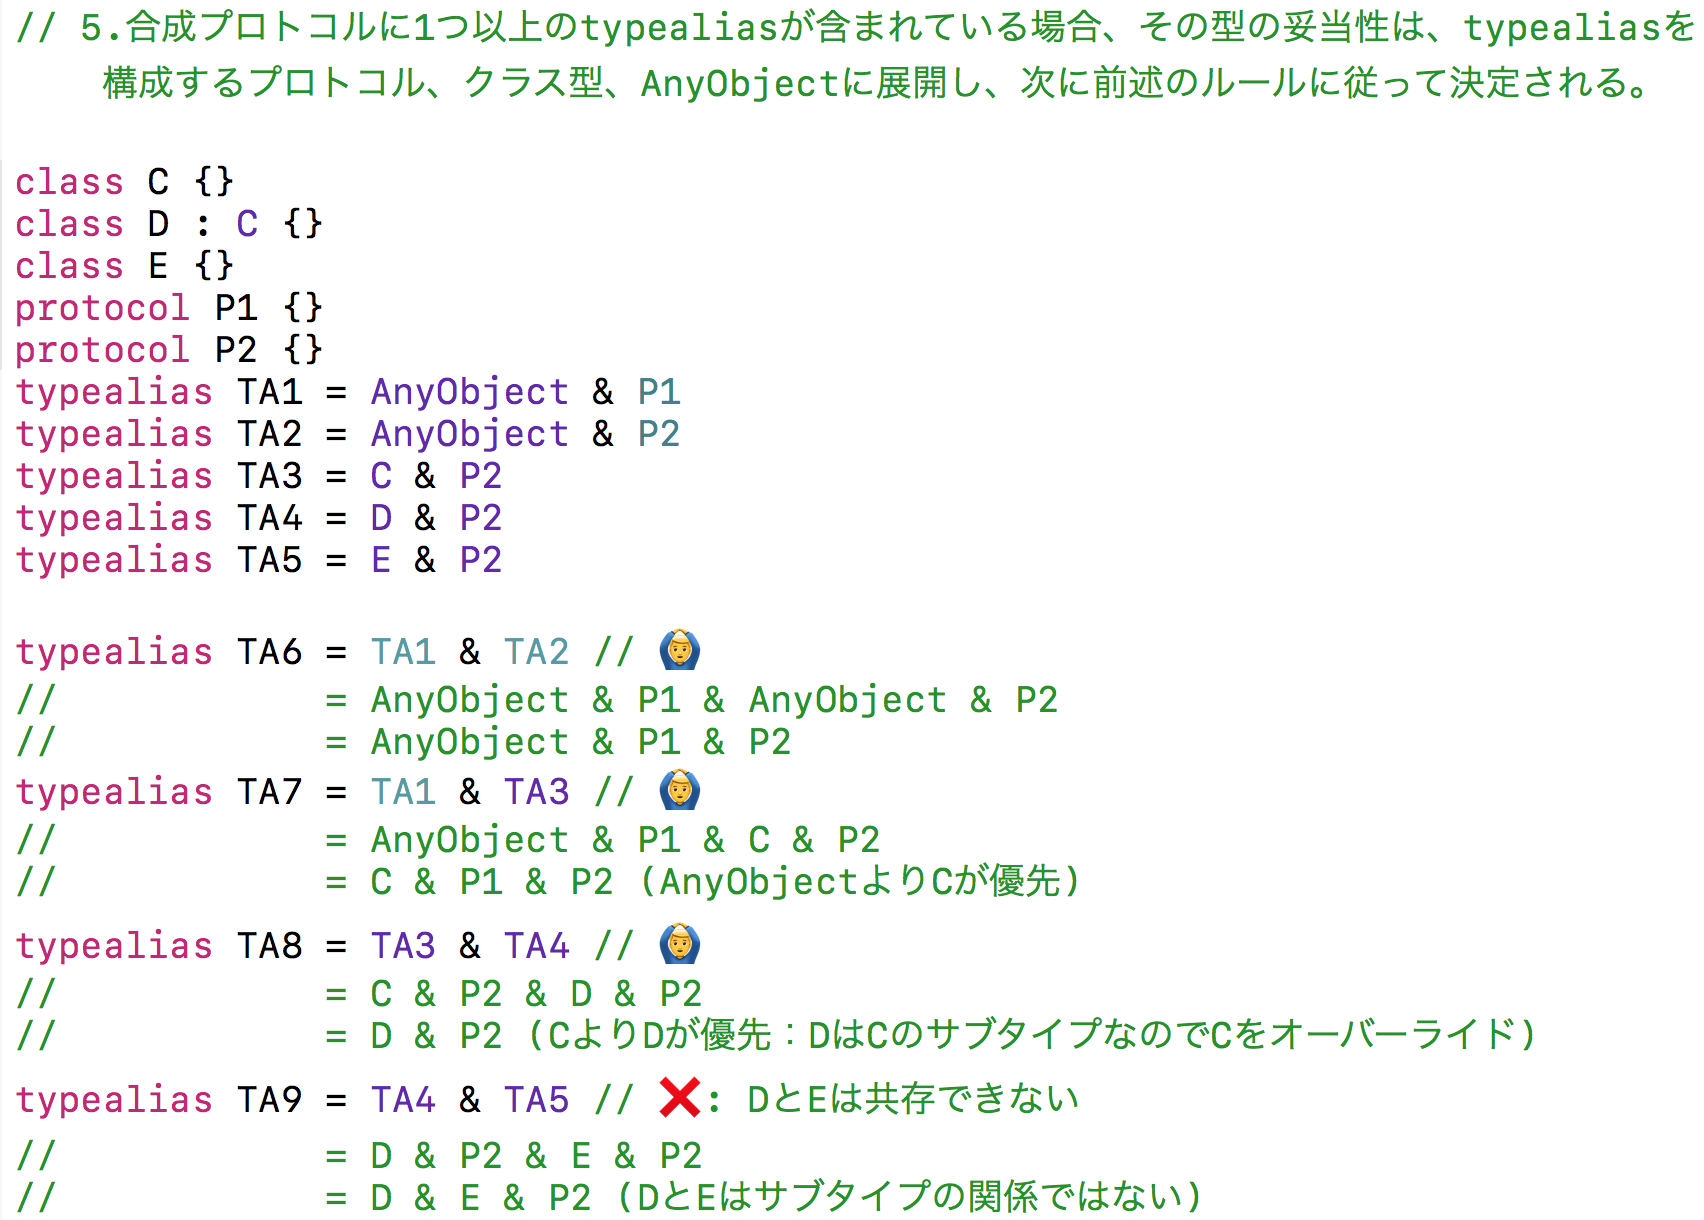 // 5.合成プロトコルに1つ以上のtypealiasが含まれている場合、その型の妥当性は、typealiasを
構成するプロトコル、クラス型、AnyObjectに展開し、次に前述のルールに従って決定される。
class C {}
class D : C {}
class E {}
protocol P1 {}
protocol P2 {}
typealias TA1 = AnyObject & P1
typealias TA2 = AnyObject & P2
typealias TA3 = C & P2
typealias TA4 = D & P2
typealias TA5 = E & P2
typealias TA6 = TA1 & TA2 // 🙆‍♂️
// = AnyObject & P1 & AnyObject & P2
// = AnyObject & P1 & P2
typealias TA7 = TA1 & TA3 // 🙆‍♂️
// = AnyObject & P1 & C & P2
// = C & P1 & P2 (AnyObjectよりCが優先)
typealias TA8 = TA3 & TA4 // 🙆‍♂️
// = C & P2 & D & P2
// = D & P2 (CよりDが優先：DはCのサブタイプなのでCをオーバーライド)
typealias TA9 = TA4 & TA5 // ❌: DとEは共存できない
// = D & P2 & E & P2
// = D & E & P2 (DとEはサブタイプの関係ではない)